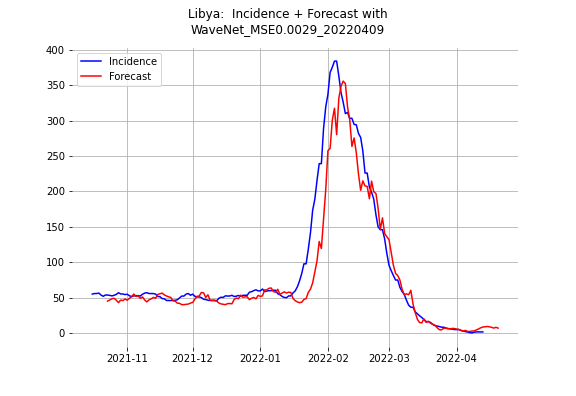 Libya:  Incidence + Forecast with
WaveNet_MSE0.0029_20220409
Incidence
Forecast
400
350
300
250
200
150
100
50
0
2021-11 2021-12 2022-01 2022-02 2022-03 2022-04